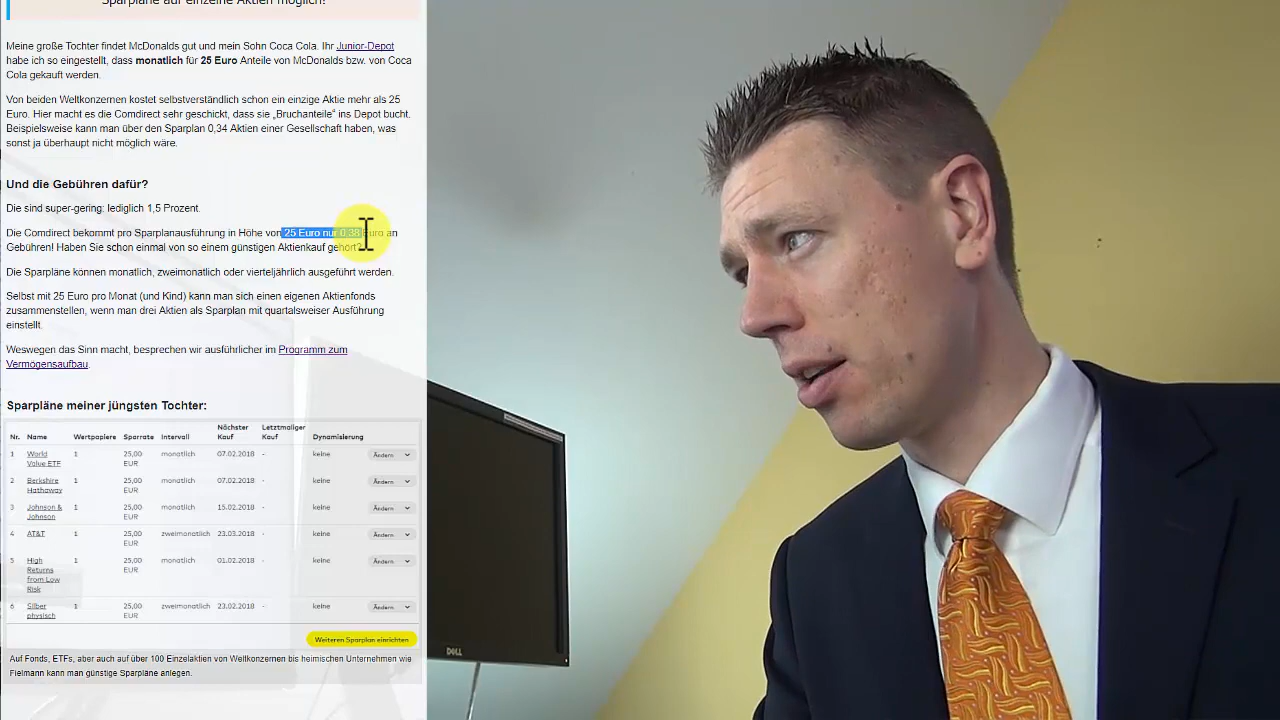 Sparpläne auf einzelne Aktien möglich?
Meine große Tochter findet McDonalds gut und mein Sohn Coca Cola. Ihr Junior-Depot
habe ich so eingestellt, dass monatlich für 25 Euro Anteile von McDonalds bzw. von Coca
Cola gekauft werden.
Von beiden Weltkonzernen kostet selbstverständlich schon ein einzige Aktie mehr als 25
Euro. Hier macht es die Comdirect sehr geschickt, dass sie „Bruchanteile“ ins Depot bucht.
Beispielsweise kann man über den Sparplan 0,34 Aktien einer Gesellschaft haben, was
sonst ja überhaupt nicht möglich wäre.
Und die Gebühren dafür?
Die sind super-gering: lediglich 1,5 Prozent.
Die Comdirect bekommt pro Sparplanausführung in Höhe von 25 Euro nur 0,38 Euro an
Gebühren! Haben Sie schon einmal von so einem günstigen Aktienkauf gehört?
Die Sparpläne können monatlich, zweimonatlich oder vierteljährlich ausgeführt werden.
Selbst mit 25 Euro pro Monat (und Kind) kann man sich einen eigenen Aktienfonds
zusammenstellen, wenn man drei Aktien als Sparplan mit quartalsweiser Ausführung
einstellt.
Weswegen das Sinn macht, besprechen wir ausführlicher im Programm zum
Vermögensaufbau.
Sparpläne meiner jüngsten Tochter:
Nr. Name Wertpapiere Sparrate Intervall Nächster Kauf Letztmaliger Kauf Dynamisierung
1 World Value ETF 1 25,00 EUR monatlich 07.02.2018 - keine Ändern
2 Berkshire Hathaway 1 25,00 EUR monatlich 07.02.2018 - keine Ändern
3 Johnson & Johnson 1 25,00 EUR monatlich 15.02.2018 - keine Ändern
4 AT&T 1 25,00 EUR zweimonatlich 23.03.2018 - keine Ändern
5 High Returns from Low Risk 1 25,00 EUR monatlich 01.02.2018 - keine Ändern
6 Silber physisch 1 25,00 EUR zweimonatlich 23.02.2018 - keine Ändern
Weiteren Sparplan einrichten
Auf Fonds, ETFs, aber auch auf über 100 Einzelaktien von Weltkonzernen bis heimischen Unternehmen wie
Fielmann kann man günstige Sparpläne anlegen.
DELL